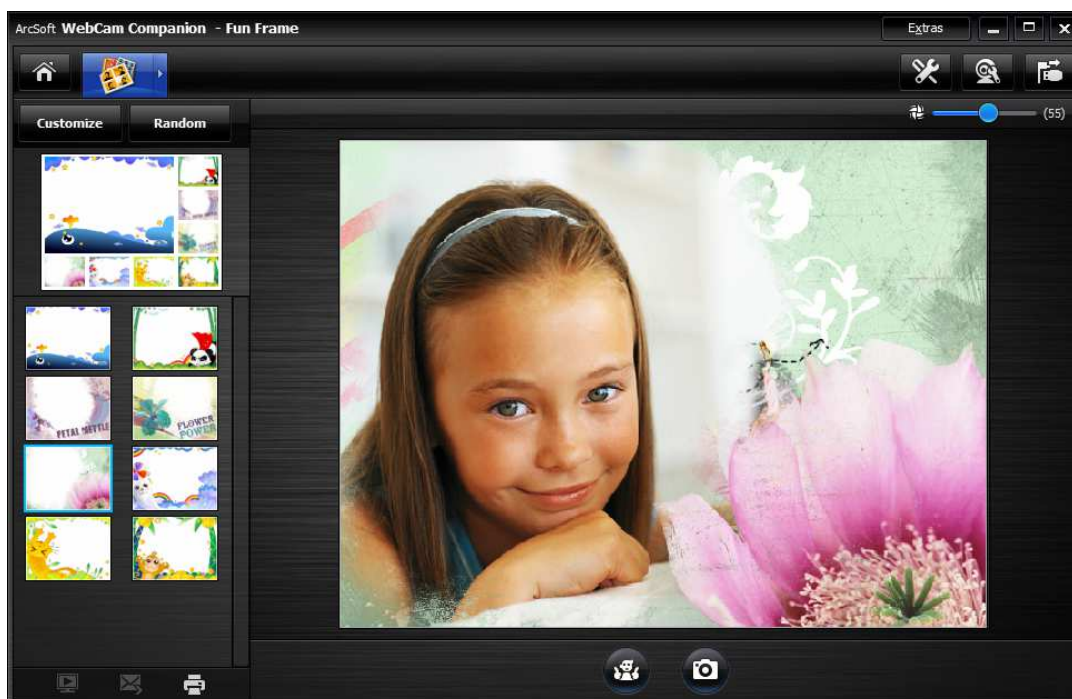 ArcSoft WebCam Companion - Fun Frame
Extras
(55)
Customize
Random
PETAL METTLE
FLOWER
POWER